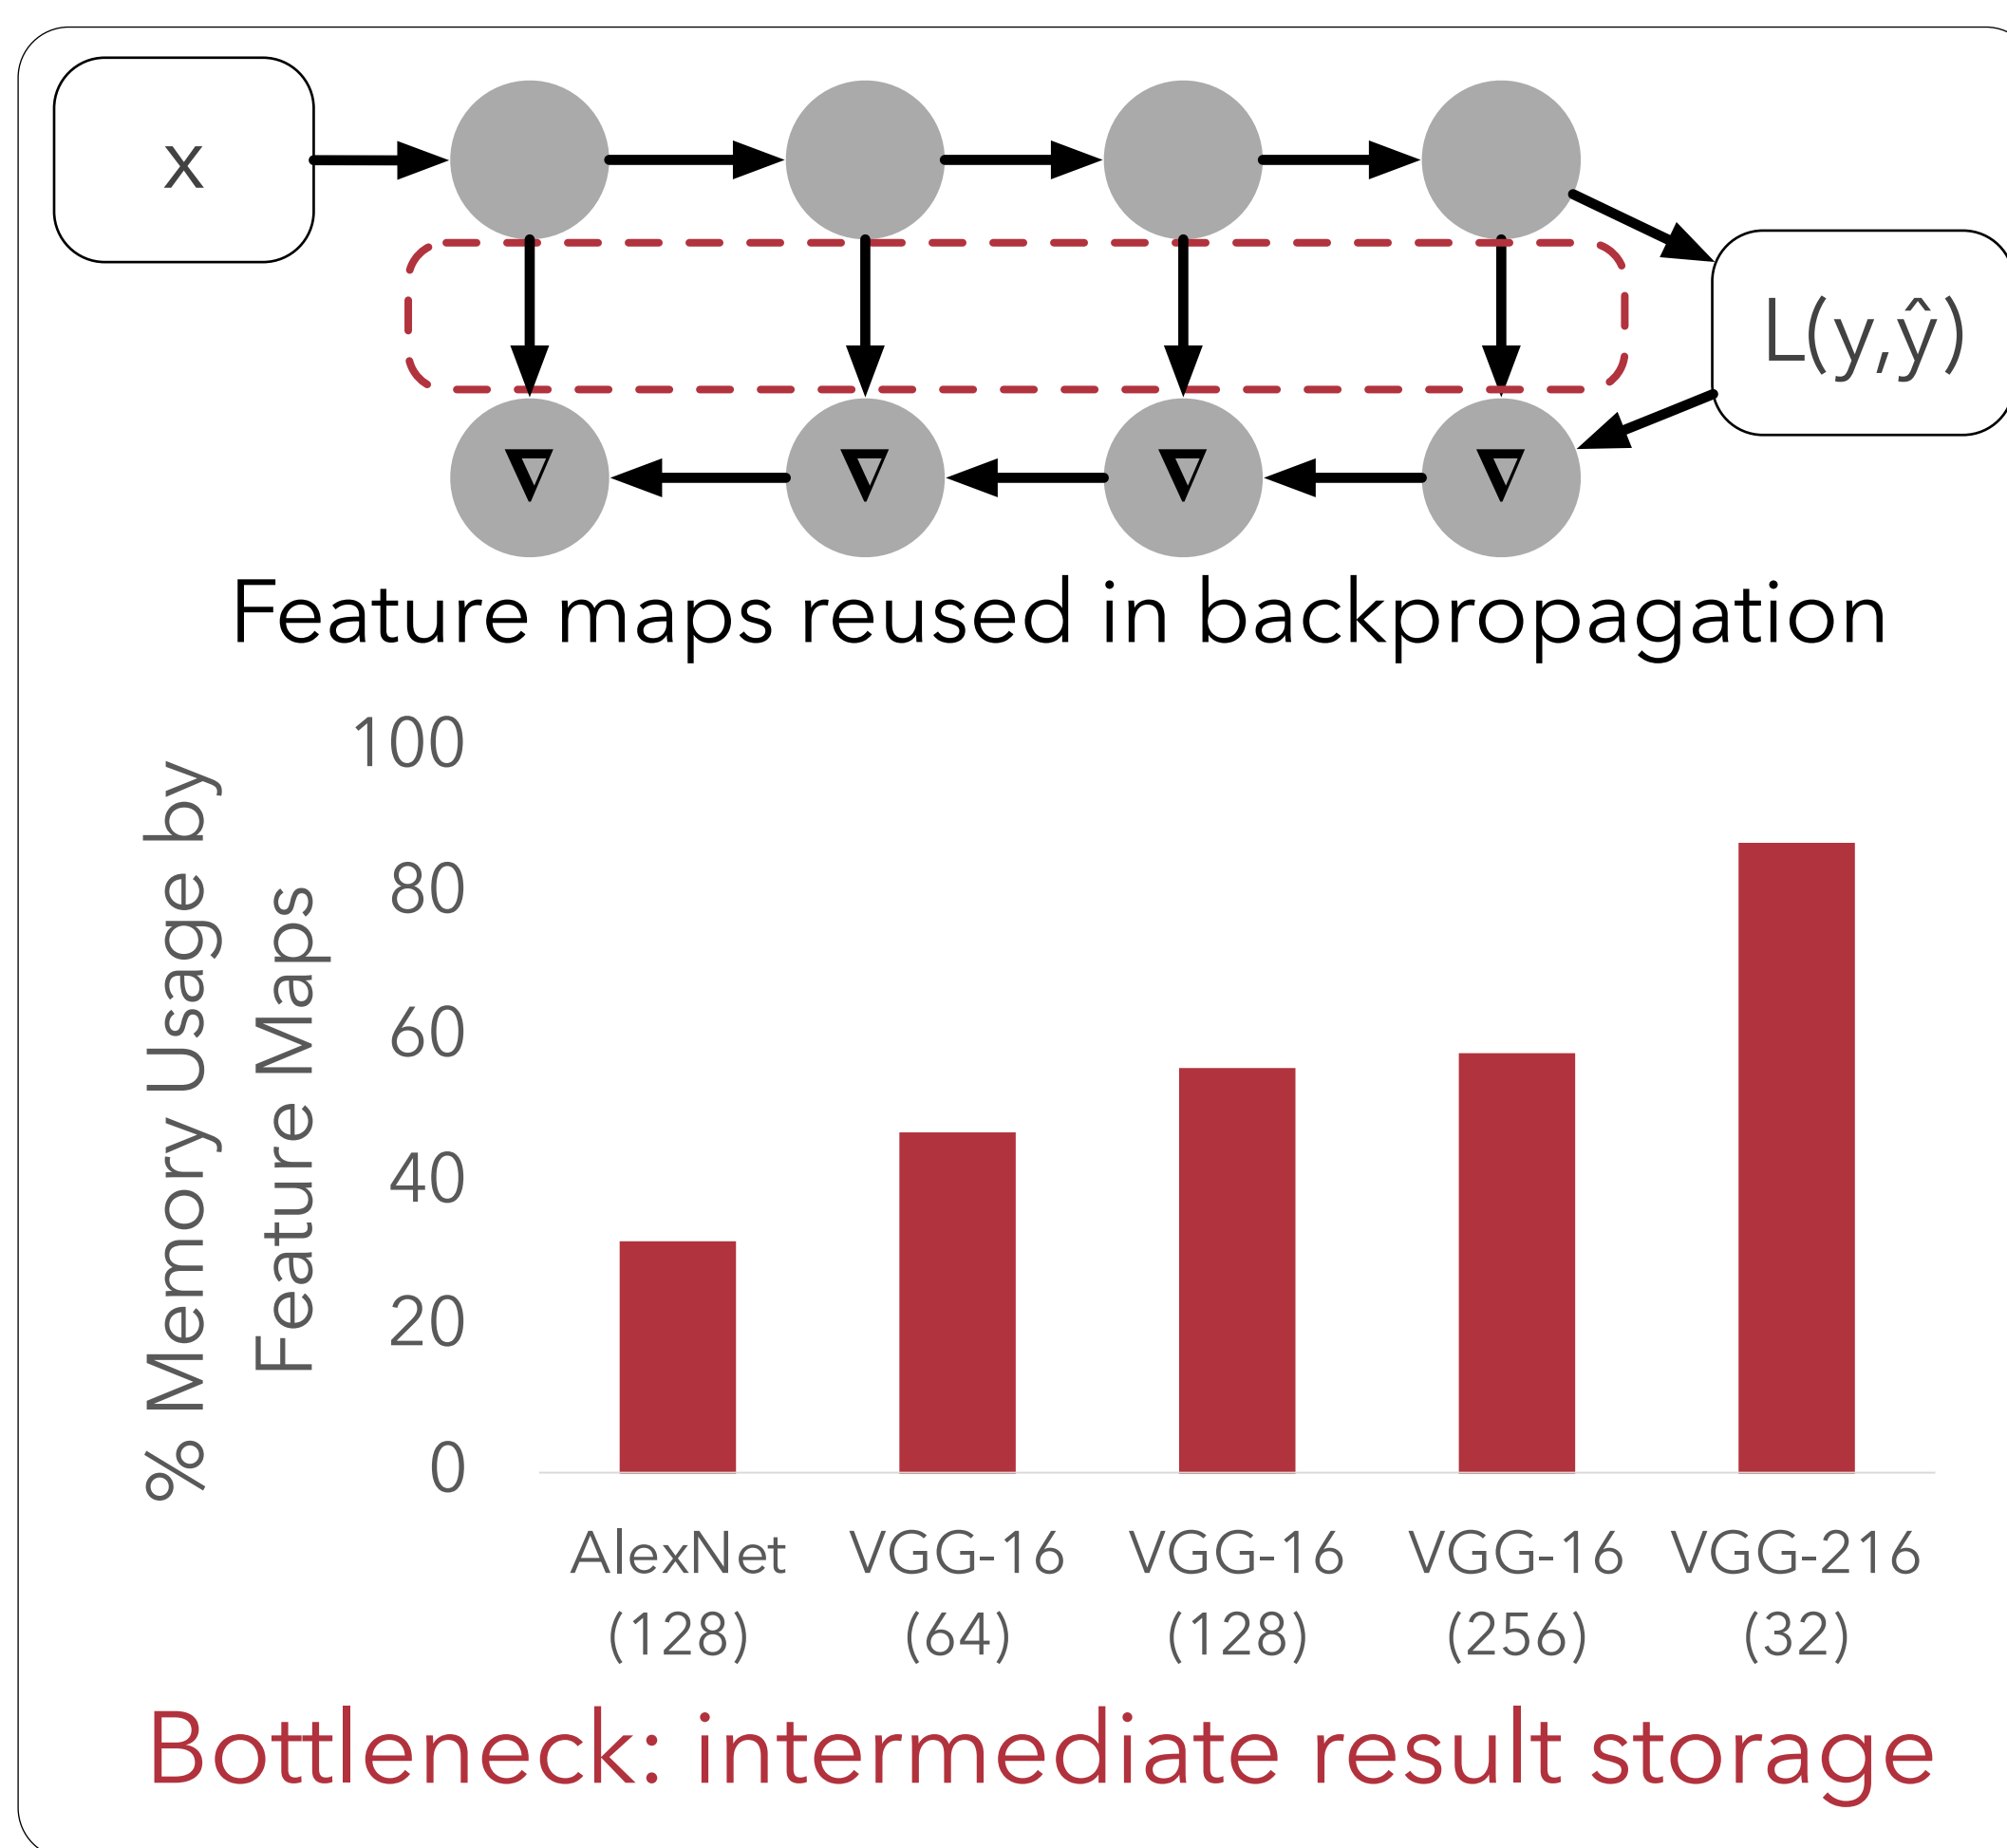 x
L(y,ŷ)
∇ ∇ ∇ ∇
Feature maps reused in backpropagation
% Memory Usage by
Feature Maps
100
80
60
40
20
0
AlexNet VGG-16 VGG-16 VGG-16 VGG-216
(128) (64) (128) (256) (32)
Bottleneck: intermediate result storage